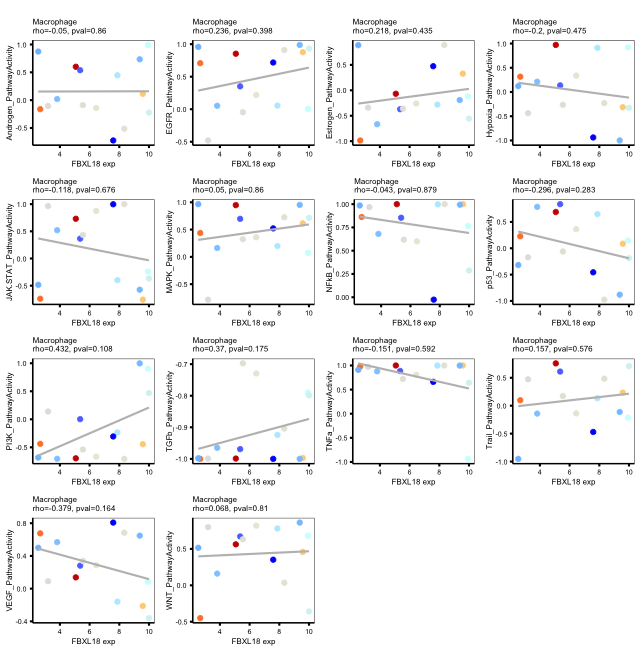 Macrophage
rho=-0.05, pval=0.86
Androgen_PathwayActivity
1.0
0.5
0.0
-0.5
4
6
8
10
FBXL18 exp
Macrophage
rho=0.236, pval=0.398
EGFR_PathwayActivity
1.0
0.5
0.0
-0.5
4
6
8
10
FBXL18 exp
Macrophage
rho=0.218, pval=0.435
Estrogen_PathwayActivity
0.5
0.0
-0.5
-1.0
4
6
8
10
FBXL18 exp
Macrophage
rho=-0.2, pval=0.475
Hypoxia_PathwayActivity
1.0
0.5
0.0
-0.5
-1.0
4
6
8
10
FBXL18 exp
Macrophage
rho=-0.118, pval=0.676
JAK.STAT_PathwayActivity
1.0
0.5
0.0
-0.5
4
6
8
10
FBXL18 exp
Macrophage
rho=0.05, pval=0.86
MAPK_PathwayActivity
1.0
0.5
0.0
-0.5
4
6
8
10
FBXL18 exp
Macrophage
rho=-0.043, pval=0.879
NFkB_PathwayActivity
1.00
0.75
0.50
0.25
0.00
4
6
8
10
FBXL18 exp
Macrophage
rho=-0.296, pval=0.283
p53_PathwayActivity
0.5
0.0
-0.5
-1.0
4
6
8
10
FBXL18 exp
Macrophage
rho=0.432, pval=0.108
PI3K_PathwayActivity
1.0
0.5
0.0
-0.5
4
6
8
10
FBXL18 exp
Macrophage
rho=0.37, pval=0.175
TGFb_PathwayActivity
-0.7
-0.8
-0.9
-1.0
4
6
8
10
FBXL18 exp
Macrophage
rho=-0.151, pval=0.592
TNFa_PathwayActivity
1.0
0.5
0.0
-0.5
-1.0
4
6
8
10
FBXL18 exp
Macrophage
rho=0.157, pval=0.576
Trail_PathwayActivity
0.5
0.0
-0.5
-1.0
4
6
8
10
FBXL18 exp
Macrophage
rho=-0.379, pval=0.164
VEGF_PathwayActivity
0.8
0.4
0.0
-0.4
4
6
8
10
FBXL18 exp
Macrophage
rho=0.068, pval=0.81
WNT_PathwayActivity
0.5
0.0
-0.5
4
6
8
10
FBXL18 exp